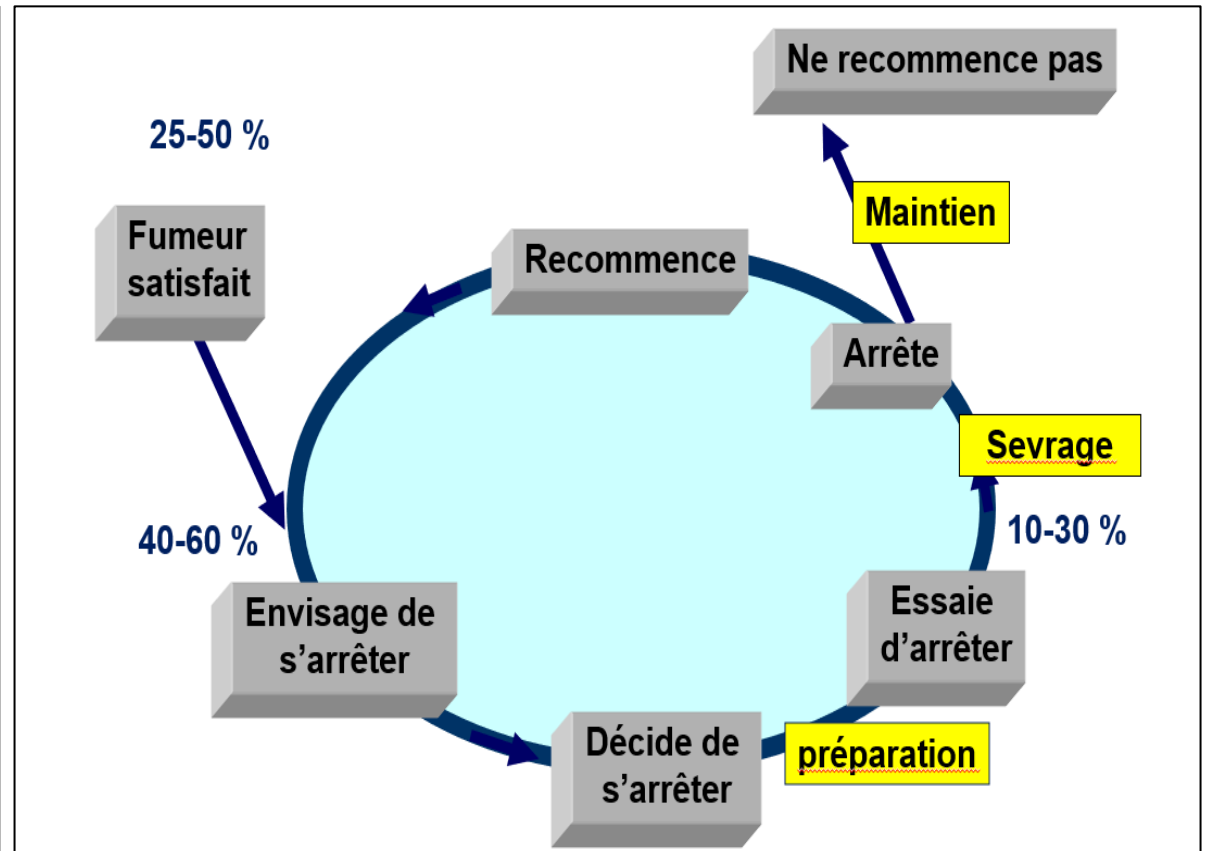 Ne recommence pas
25-50 %
Maintien
Fumeur
satisfait
Recommence
Arrête
Sevrage
40-60 %
10-30 %
Envisage de
s’arrêter
Essaie
d’arrêter
Décide de
s’arrêter
préparation